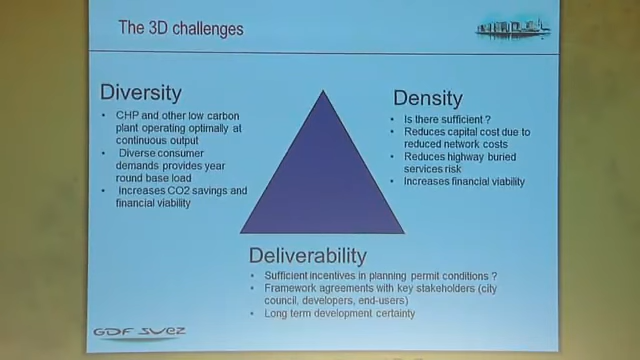 The 3D challenges
Diversity
• CHP and other low carbon
plant operating optimally at
continuous output
• Diverse consumer
demands provides year
round base load
• Increases CO2 savings and
financial viability
Density
• Is there sufficient ?
• Reduces capital cost due to
reduced network costs
• Reduces highway buried
services risk
• Increases financial viability
Deliverability
• Sufficient incentives in planning permit conditions ?
• Framework agreements with key stakeholders (city
council, developers, end-users)
• Long term development certainty
GDF SUEZ